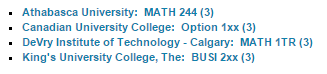 Athabasca University: MATH 244 (3)
Canadian University College: Option 1xx (3)
DeVry Institute of Technology - Calgary: MATH 1TR (3)
King's University College, The: BUSI 2xx (3)